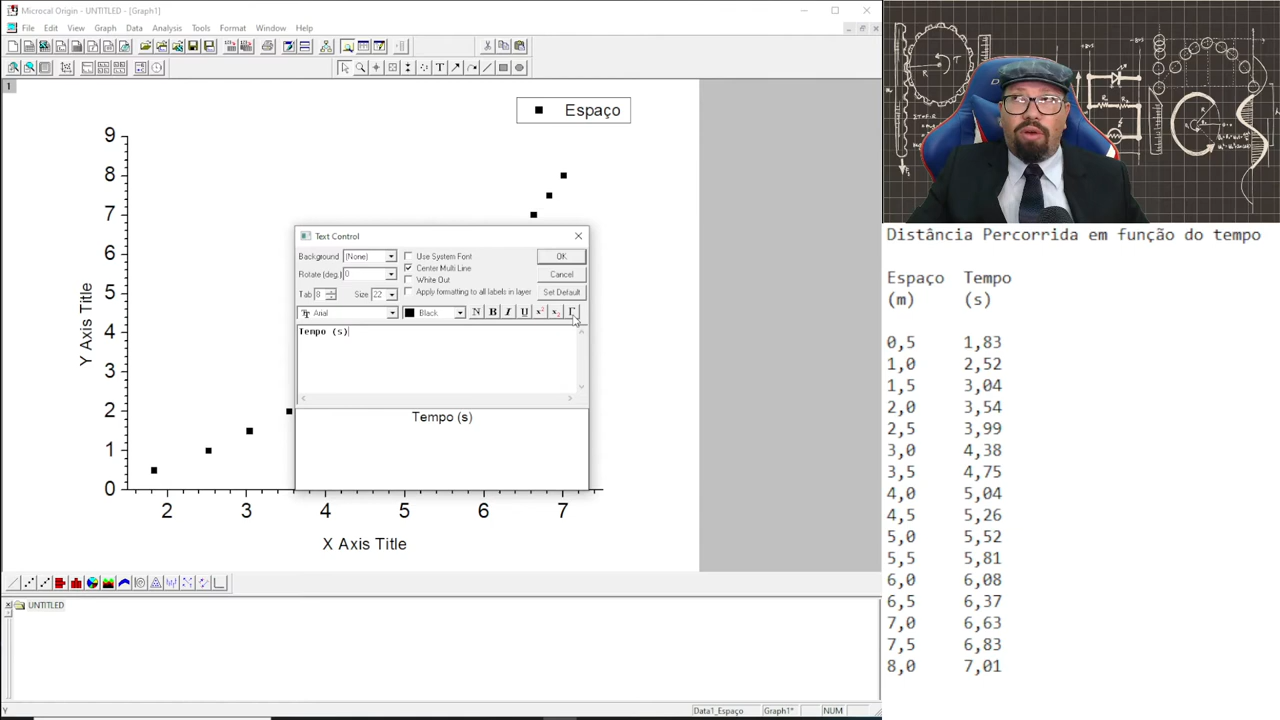 Microcal Origin - UNTITLED - [Graph1]
File Edit View Graph Data Analysis Tools Format Window Help
1
Espaço
9
8
7
6
5
4
3
2
1
0
Y Axis Title
2 3 4 5 6 7
X Axis Title
Text Control
Background (None)
Use System Font
OK
Center Multi Line
Rotate (deg.) 0
Cancel
White Out
Tab 8 Size 22
Apply formatting to all labels in layer
Set Default
Arial
Black
N B I U x² x₂ Γ
Tempo (s)
Tempo (s)
UNTITLED
Y
Data1_Espaço Graph1* NUM
Distância Percorrida em função do tempo
Espaço Tempo
(m) (s)
0,5 1,83
1,0 2,52
1,5 3,04
2,0 3,54
2,5 3,99
3,0 4,38
3,5 4,75
4,0 5,04
4,5 5,26
5,0 5,52
5,5 5,81
6,0 6,08
6,5 6,37
7,0 6,63
7,5 6,83
8,0 7,01